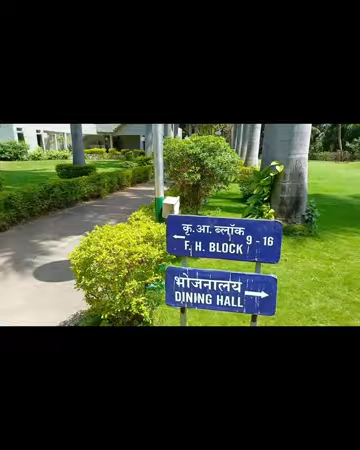 कृ.आ. ब्लॉक
← F. H. BLOCK 9 - 16
भोजनालय
DINING HALL →